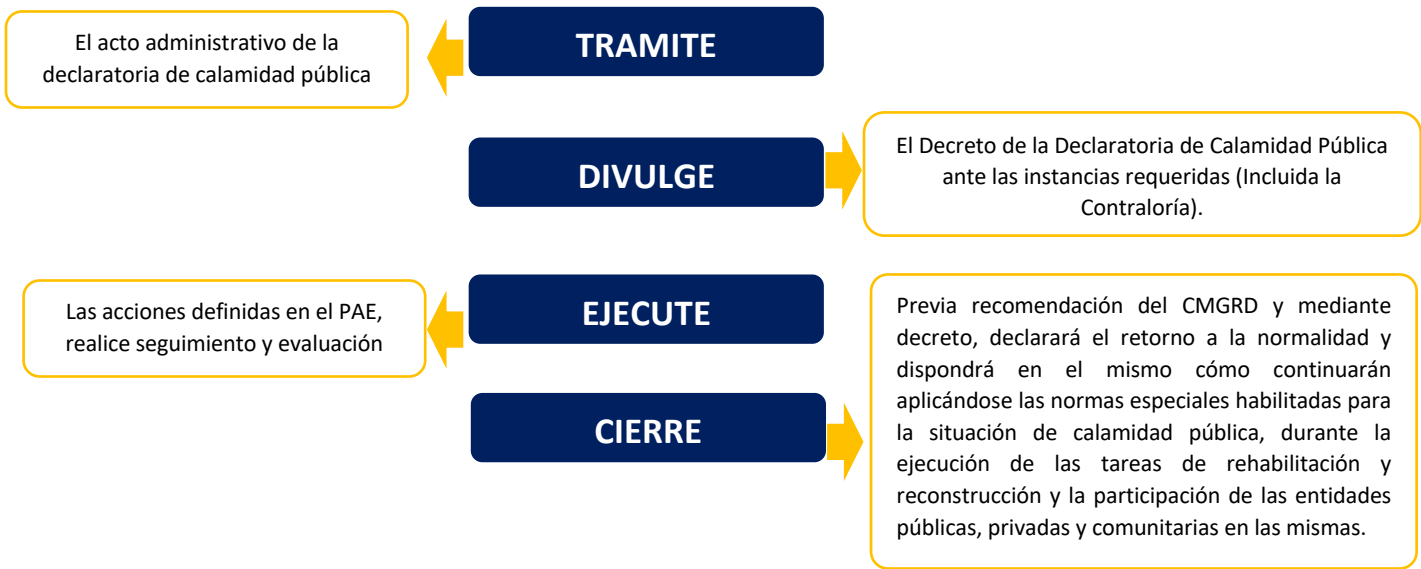 TRAMITE
El acto administrativo de la
declaratoria de calamidad pública
DIVULGE
El Decreto de la Declaratoria de Calamidad Pública
ante las instancias requeridas (Incluida la
Contraloría).
EJECUTE
Las acciones definidas en el PAE,
realice seguimiento y evaluación
CIERRE
Previa recomendación del CMGRD y mediante
decreto, declarará el retorno a la normalidad y
dispondrá en el mismo cómo continuarán
aplicándose las normas especiales habilitadas para
la situación de calamidad pública, durante la
ejecución de las tareas de rehabilitación y
reconstrucción y la participación de las entidades
públicas, privadas y comunitarias en las mismas.